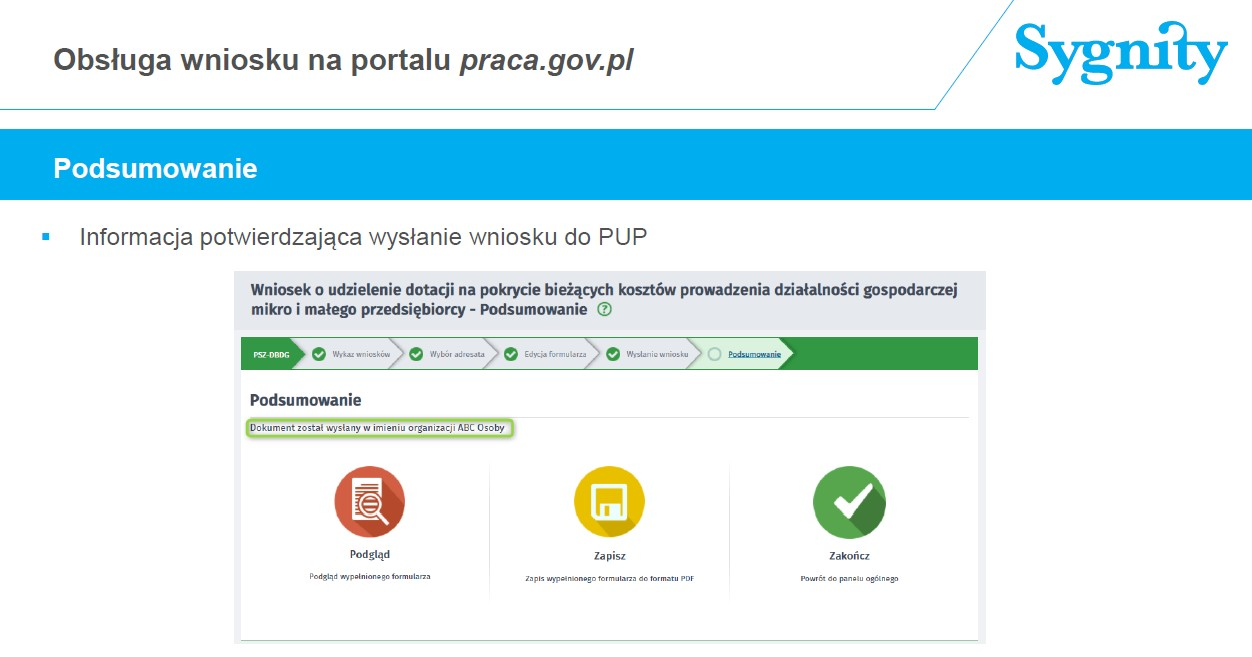 Obsługa wniosku na portalu praca.gov.pl
Sygnity
Podsumowanie
Informacja potwierdzająca wysłanie wniosku do PUP
Wniosek o udzielenie dotacji na pokrycie bieżących kosztów prowadzenia działalności gospodarczej
mikro i małego przedsiębiorcy - Podsumowanie ?
PSZ-DBDG Wykaz wniosków Wybór adresata Edycja formularza Wysłanie wniosku Podsumowanie
Podsumowanie
Dokument został wysłany w imieniu organizacji ABC Osoby
Podgląd Zapisz Zakończ
Podgląd wypełnionego formularza Zapis wypełnionego formularza do formatu PDF Powrót do panelu ogólnego